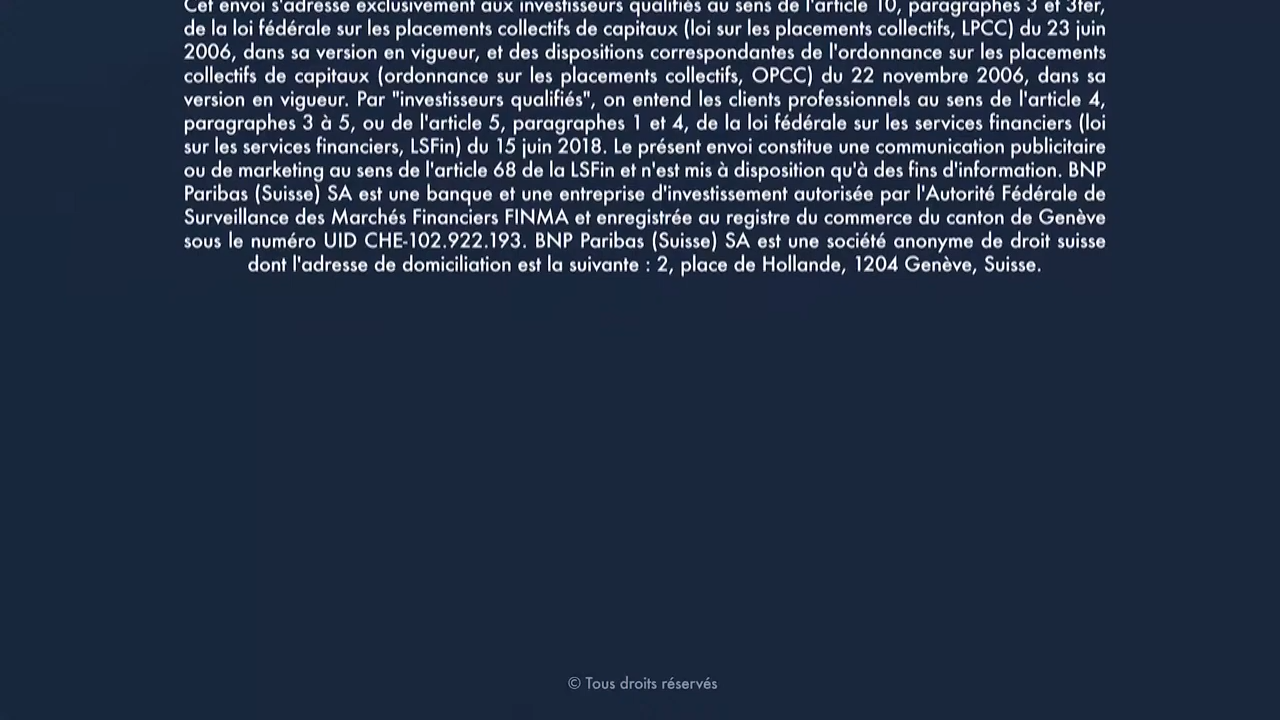 Cet envoi s'adresse exclusivement aux investisseurs qualifiés au sens de l'article 10, paragraphes 3 et 3ter,
de la loi fédérale sur les placements collectifs de capitaux (loi sur les placements collectifs, LPCC) du 23 juin
2006, dans sa version en vigueur, et des dispositions correspondantes de l'ordonnance sur les placements
collectifs de capitaux (ordonnance sur les placements collectifs, OPCC) du 22 novembre 2006, dans sa
version en vigueur. Par "investisseurs qualifiés", on entend les clients professionnels au sens de l'article 4,
paragraphes 3 à 5, ou de l'article 5, paragraphes 1 et 4, de la loi fédérale sur les services financiers (loi
sur les services financiers, LSFin) du 15 juin 2018. Le présent envoi constitue une communication publicitaire
ou de marketing au sens de l'article 68 de la LSFin et n'est mis à disposition qu'à des fins d'information. BNP
Paribas (Suisse) SA est une banque et une entreprise d'investissement autorisée par l'Autorité Fédérale de
Surveillance des Marchés Financiers FINMA et enregistrée au registre du commerce du canton de Genève
sous le numéro UID CHE-102.922.193. BNP Paribas (Suisse) SA est une société anonyme de droit suisse
dont l'adresse de domiciliation est la suivante : 2, place de Hollande, 1204 Genève, Suisse.
© Tous droits réservés